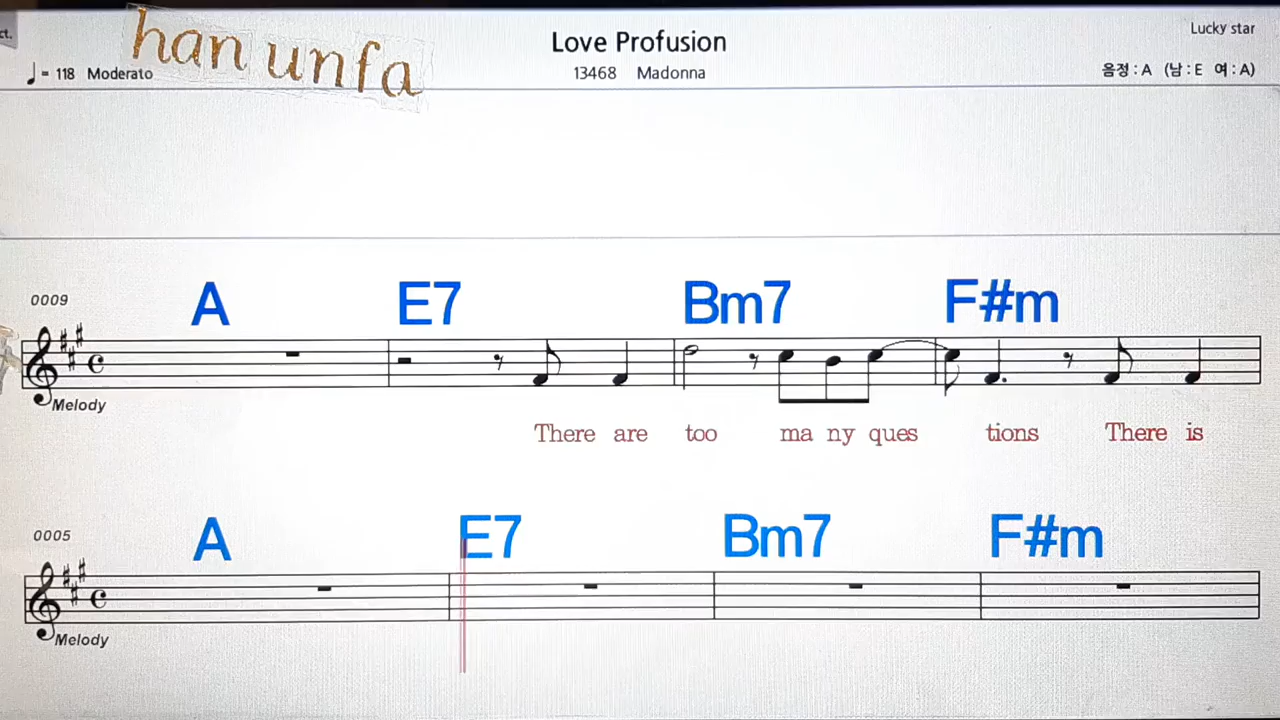 ct.
han unfa
Love Profusion
Lucky star
♩ = 118 Moderato
13468 Madonna
음정 : A (남 : E 여 : A)
0009
A E7 Bm7 F#m
Melody
There are too ma ny ques tions There is
0005
A E7 Bm7 F#m
Melody